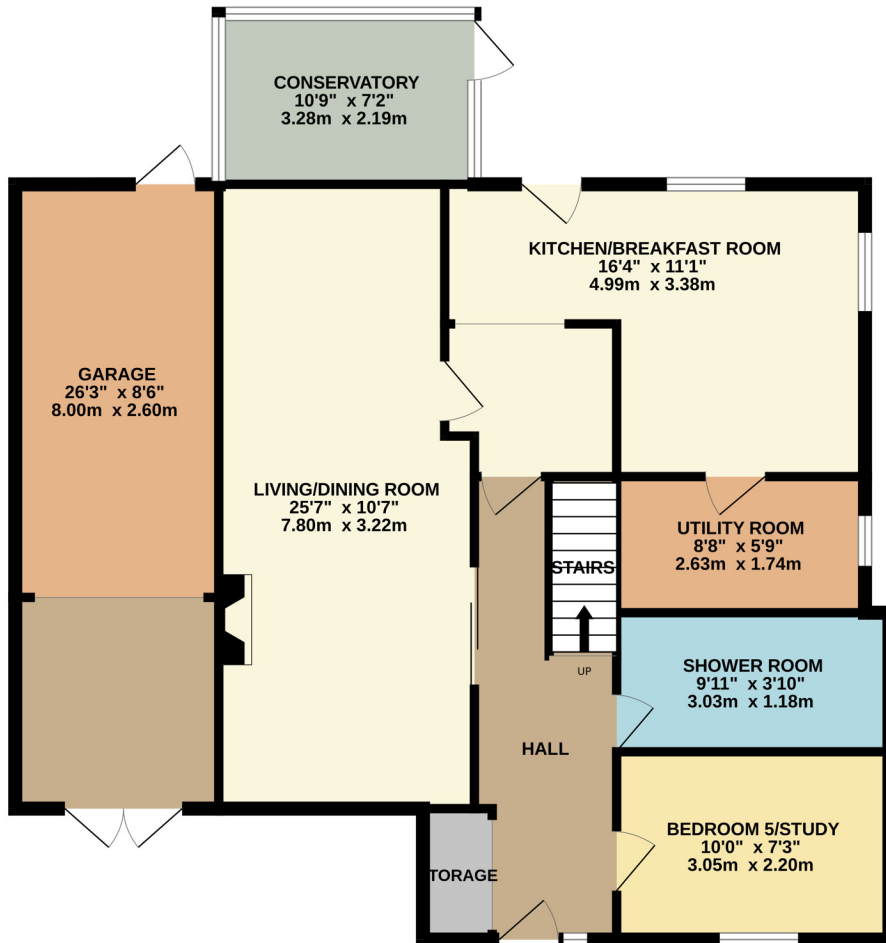 CONSERVATORY
10'9" x 7'2"
3.28m x 2.19m
KITCHEN/BREAKFAST ROOM
16'4" x 11'1"
4.99m x 3.38m
GARAGE
26'3" x 8'6"
8.00m x 2.60m
LIVING/DINING ROOM
25'7" x 10'7"
7.80m x 3.22m
UTILITY ROOM
8'8" x 5'9"
2.63m x 1.74m
STAIRS
UP
SHOWER ROOM
9'11" x 3'10"
3.03m x 1.18m
HALL
BEDROOM 5/STUDY
10'0" x 7'3"
3.05m x 2.20m
TORAGE